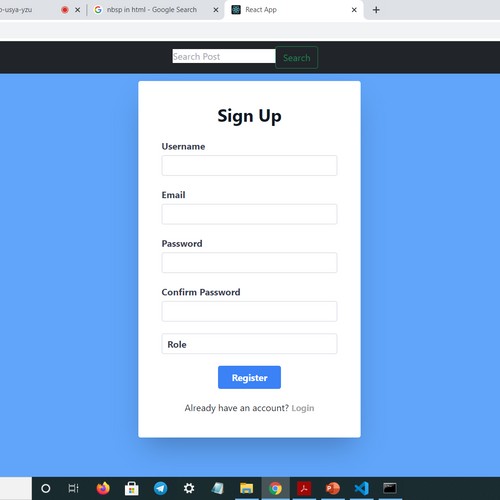 o-usya-yzu
nbsp in html - Google Search
React App
Search Post
Search
Sign Up
Username
Email
Password
Confirm Password
Role
Register
Already have an account? Login